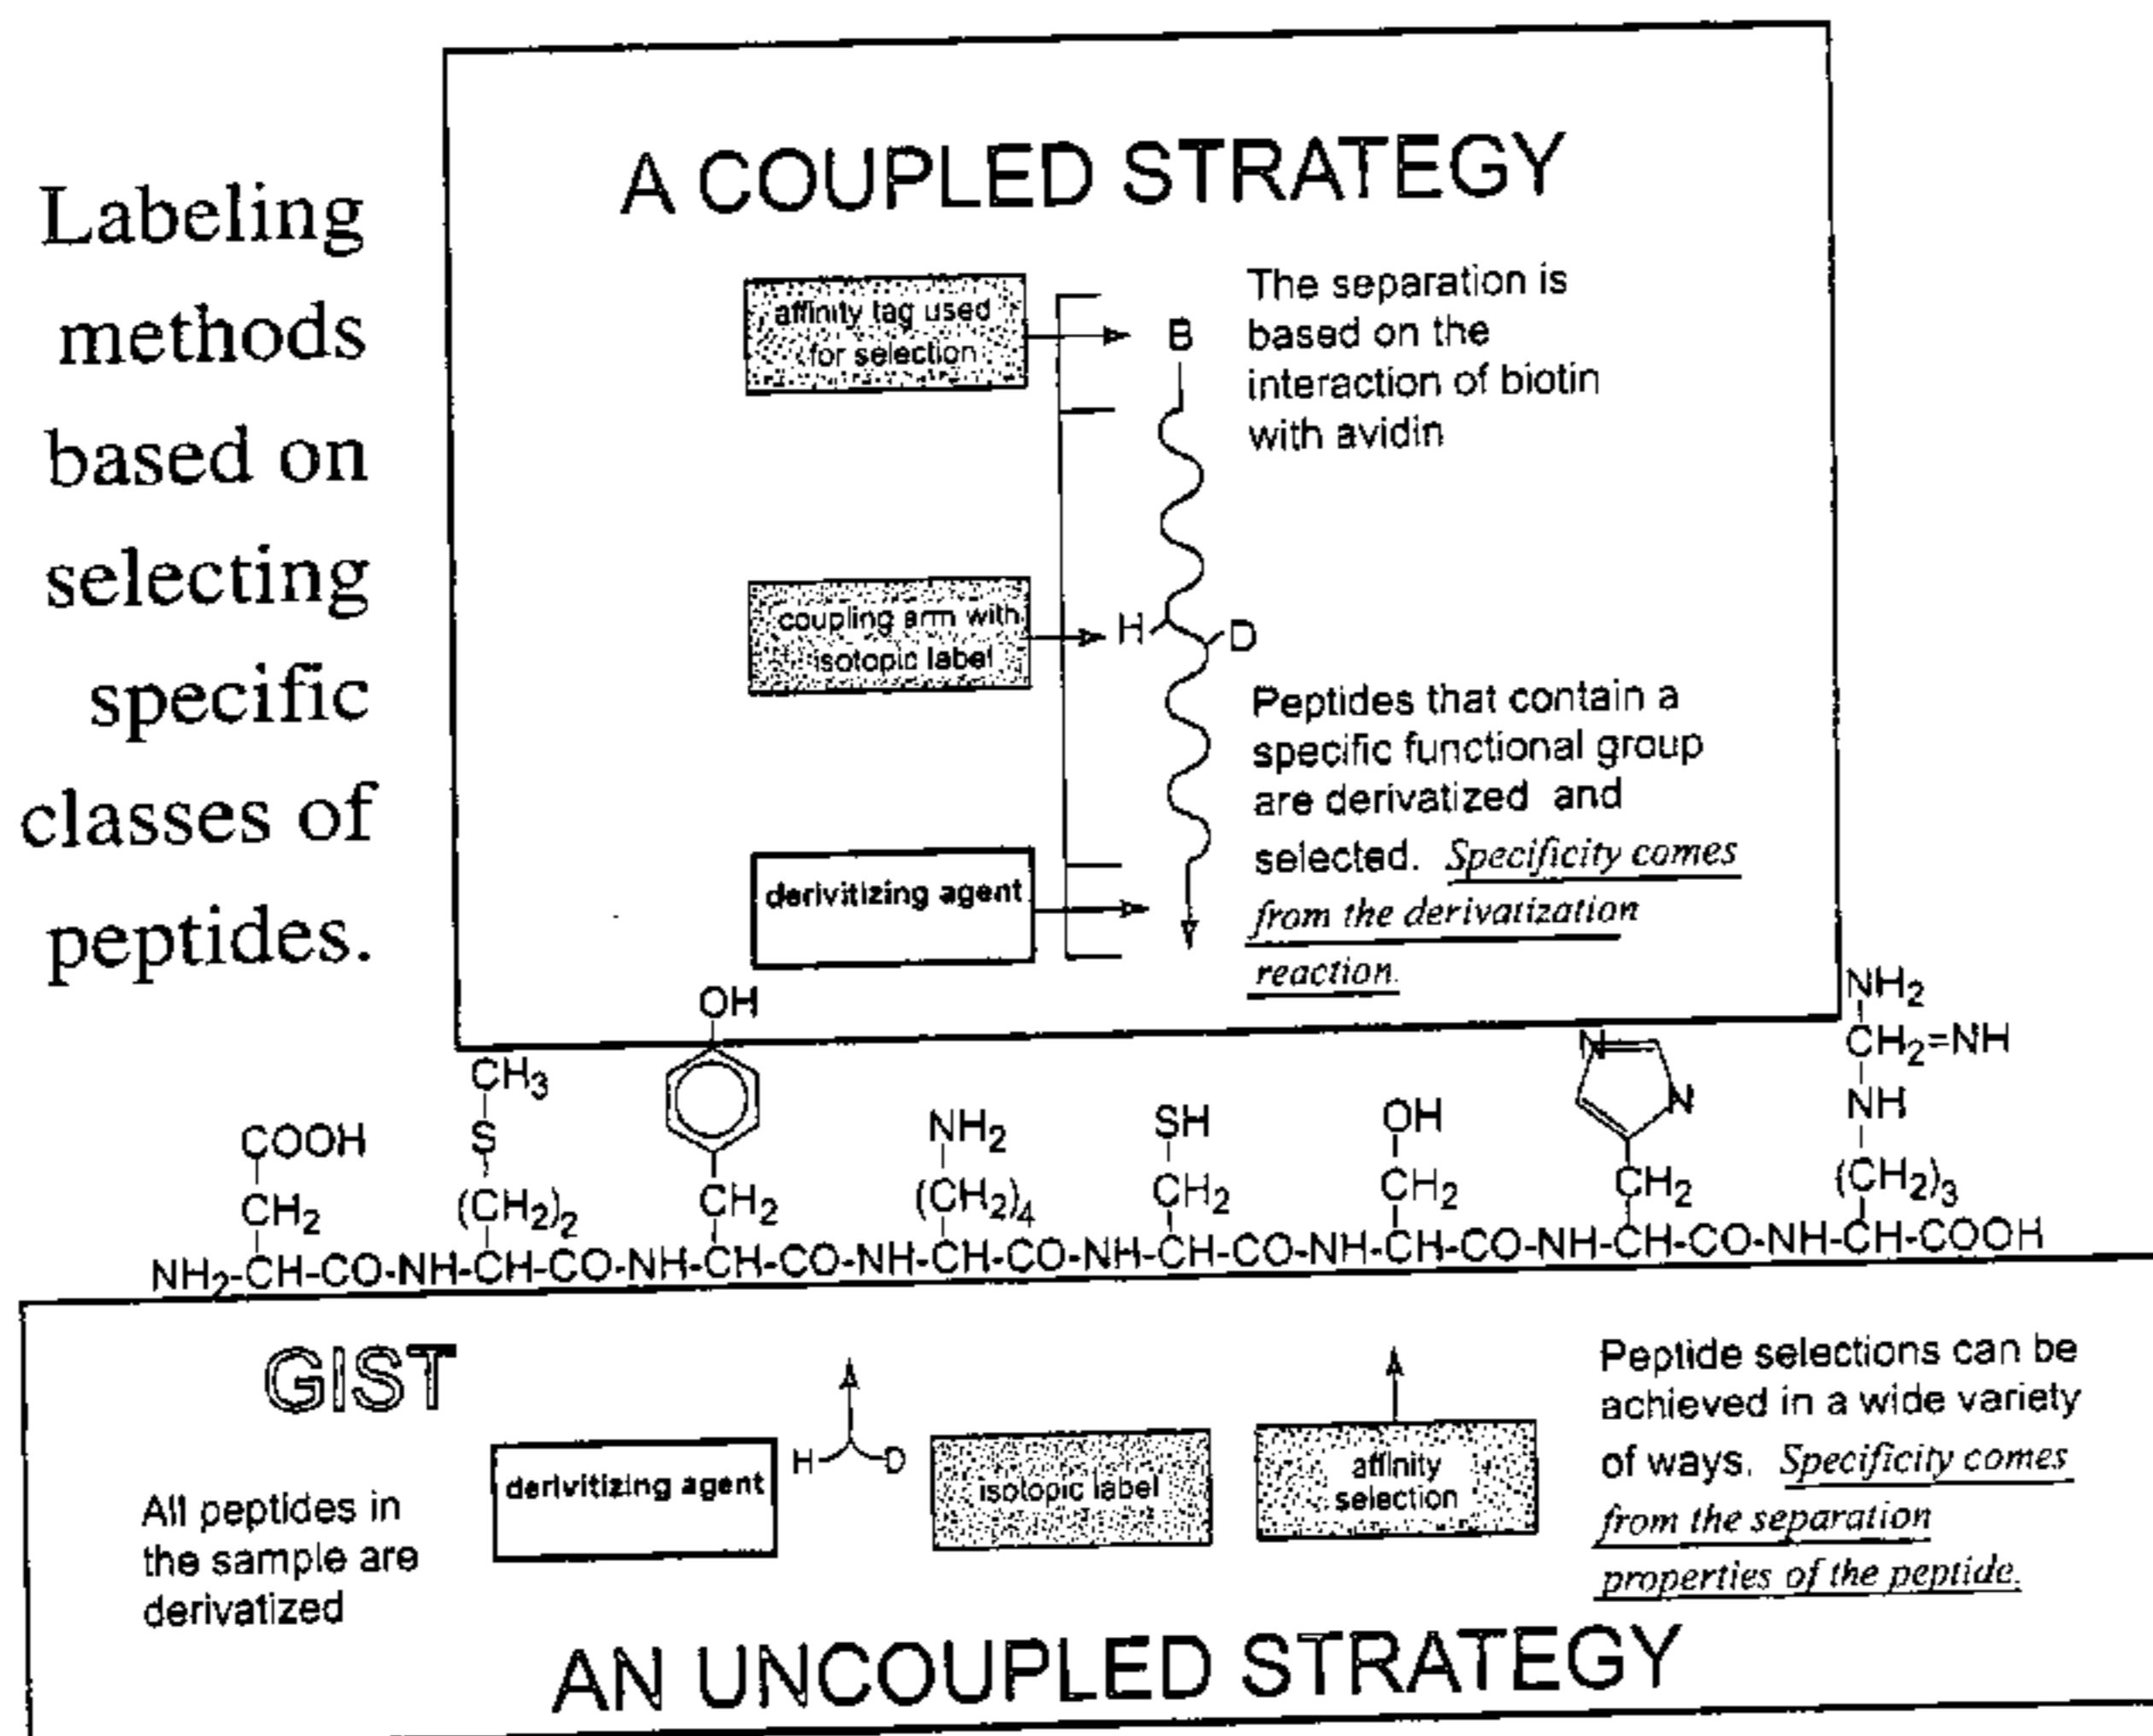 Labeling
methods
based on
selecting
specific
classes of
peptides.
A COUPLED STRATEGY
affinity tag used
for selection
B
The separation is
based on the
interaction of biotin
with avidin
coupling arm with
isotopic label
H
D
Peptides that contain a
specific functional group
are derivatized and
selected. Specificity comes
from the derivatization
reaction.
derivitizing agent
OH
NH2
CH3
N
CH2=NH
COOH
S
NH2
SH
OH
N
NH
CH2
(CH2)2
CH2
(CH2)4
CH2
CH2
CH2
(CH2)3
NH2-CH-CO-NH-CH-CO-NH-CH-CO-NH-CH-CO-NH-CH-CO-NH-CH-CO-NH-CH-CO-NH-CH-COOH
GIST
All peptides in
the sample are
derivatized
derivitizing agent
H
D
isotopic label
affinity
selection
Peptide selections can be
achieved in a wide variety
of ways. Specificity comes
from the separation
properties of the peptide.
AN UNCOUPLED STRATEGY